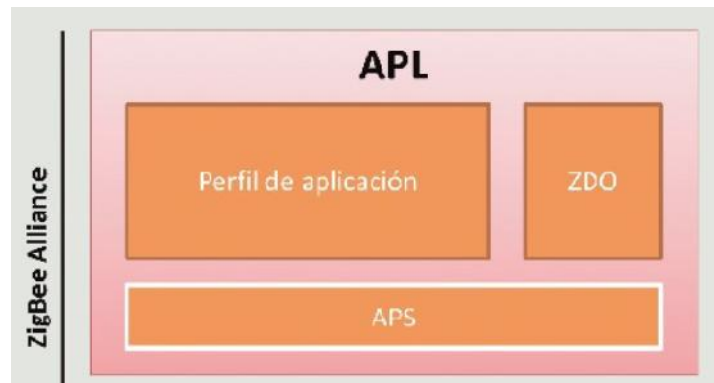 APL
Perfil de aplicación
ZDO
APS
ZigBee Alliance